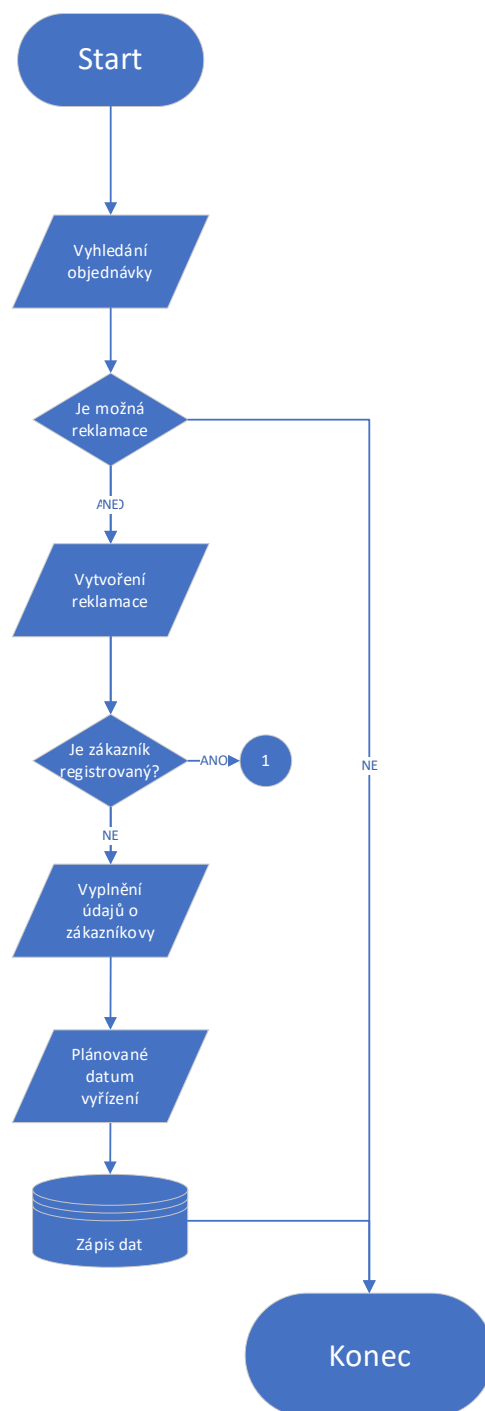 Start
Vyhledání
objednávky
Je možná
reklamace
Vytvoření
reklamace
Je zákazník
registrovaný?
ANO
1
NE
NE
Vyplnění
údajů o
zákazníkovy
Plánované
datum
vyřízení
Zápis dat
Konec